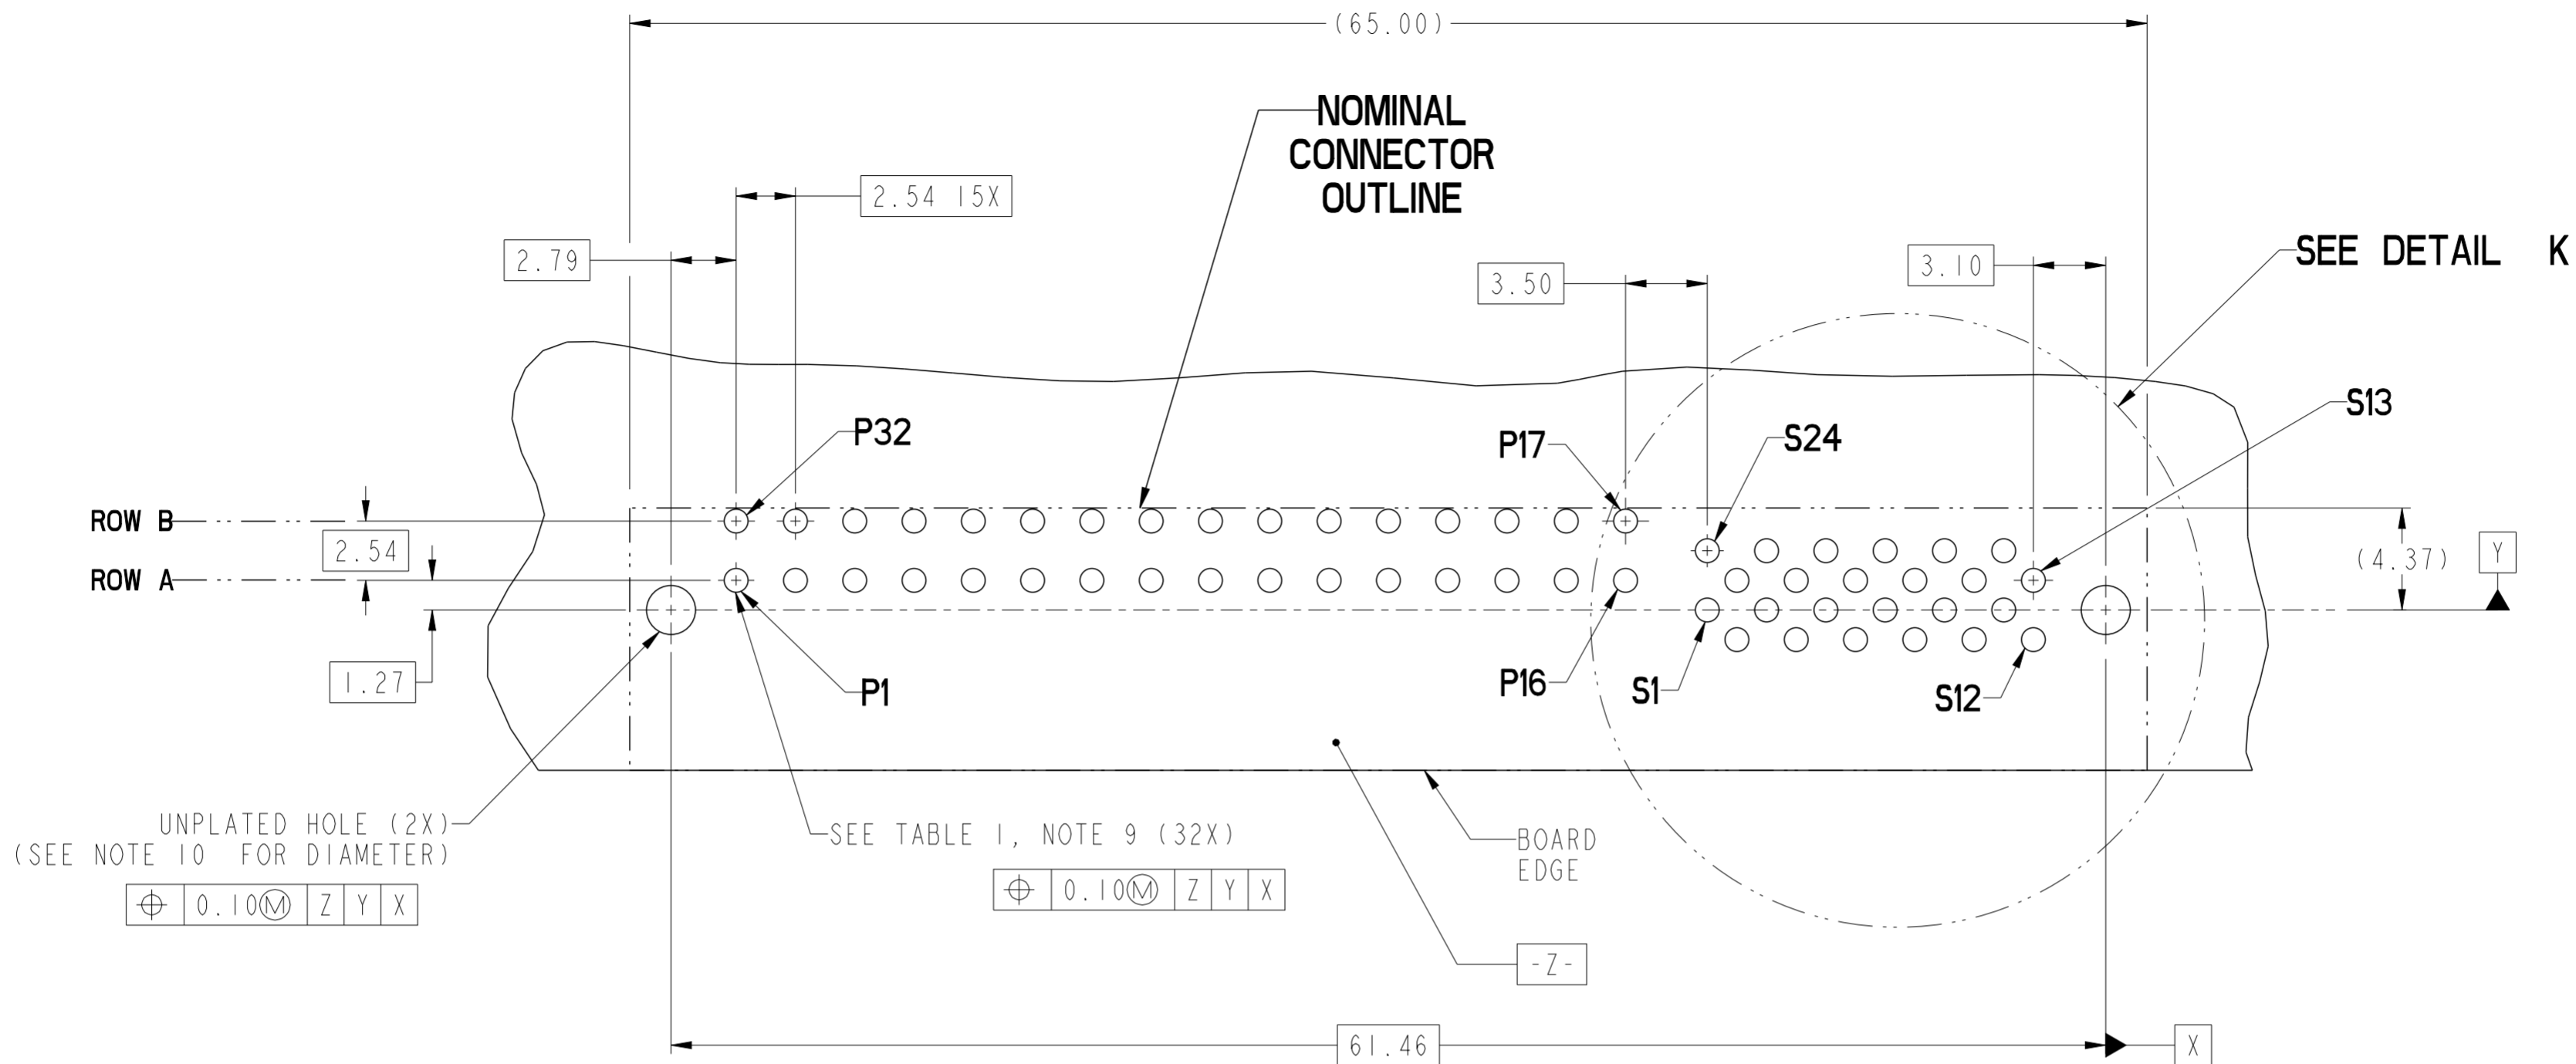 (65.00)
NOMINAL
CONNECTOR
OUTLINE
2.54 15X
2.79
3.50
3.10
SEE DETAIL K
S13
P32
P17
S24
ROW B
2.54
ROW A
(4.37)
Y
1.27
P1
P16
S1
S12
UNPLATED HOLE (2X)
(SEE NOTE 10 FOR DIAMETER)
⌖ 0.10Ⓜ Z Y X
SEE TABLE 1, NOTE 9 (32X)
⌖ 0.10Ⓜ Z Y X
BOARD
EDGE
-Z-
61.46
X